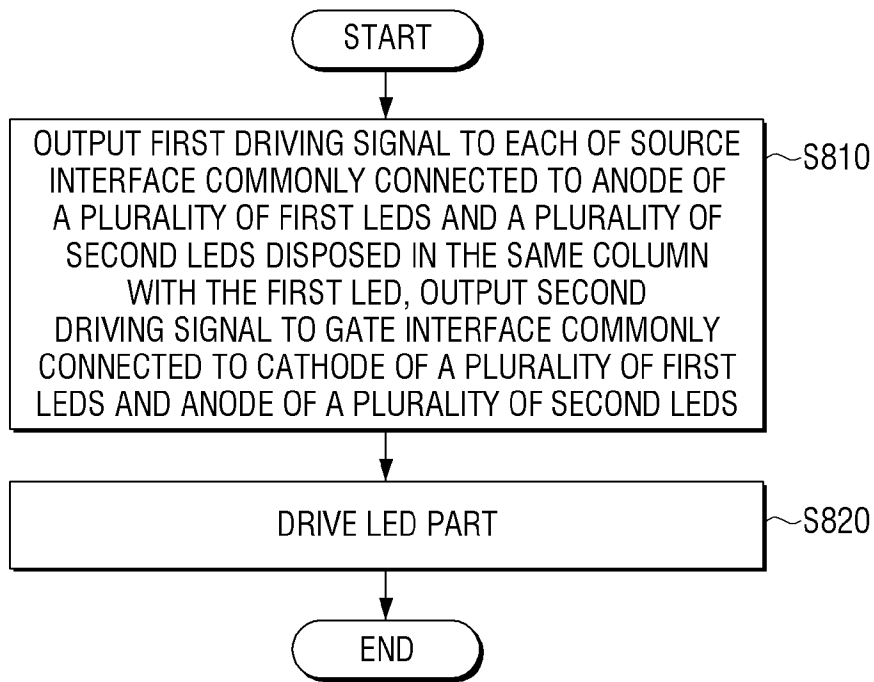 START
OUTPUT FIRST DRIVING SIGNAL TO EACH OF SOURCE
INTERFACE COMMONLY CONNECTED TO ANODE OF
A PLURALITY OF FIRST LEDS AND A PLURALITY OF
SECOND LEDS DISPOSED IN THE SAME COLUMN
WITH THE FIRST LED, OUTPUT SECOND
DRIVING SIGNAL TO GATE INTERFACE COMMONLY
CONNECTED TO CATHODE OF A PLURALITY OF FIRST
LEDS AND ANODE OF A PLURALITY OF SECOND LEDS
S810
DRIVE LED PART
S820
END